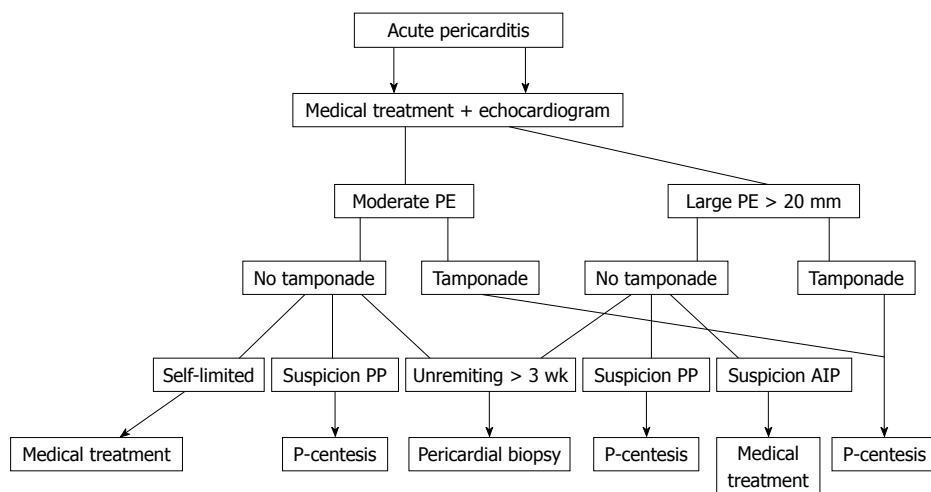 Acute pericarditis
Medical treatment + echocardiogram
Moderate PE
Large PE > 20 mm
No tamponade
Tamponade
No tamponade
Tamponade
Self-limited
Suspicion PP
Unremiting > 3 wk
Suspicion PP
Suspicion AIP
Medical treatment
P-centesis
Pericardial biopsy
P-centesis
Medical
treatment
P-centesis